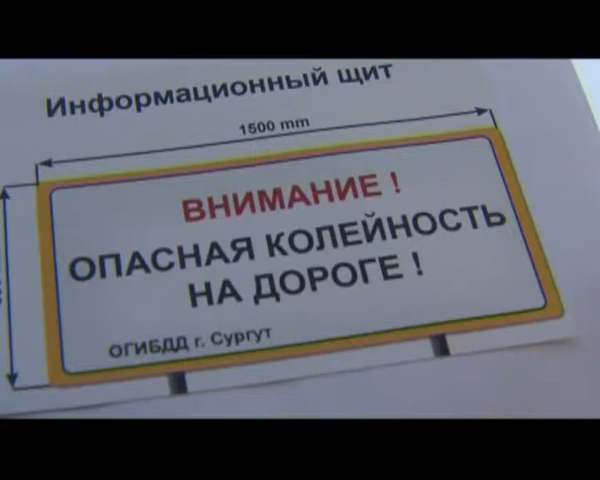 Информационный щит
1500 mm
ВНИМАНИЕ !
ОПАСНАЯ КОЛЕЙНОСТЬ
НА ДОРОГЕ !
ОГИБДД г. Сургут